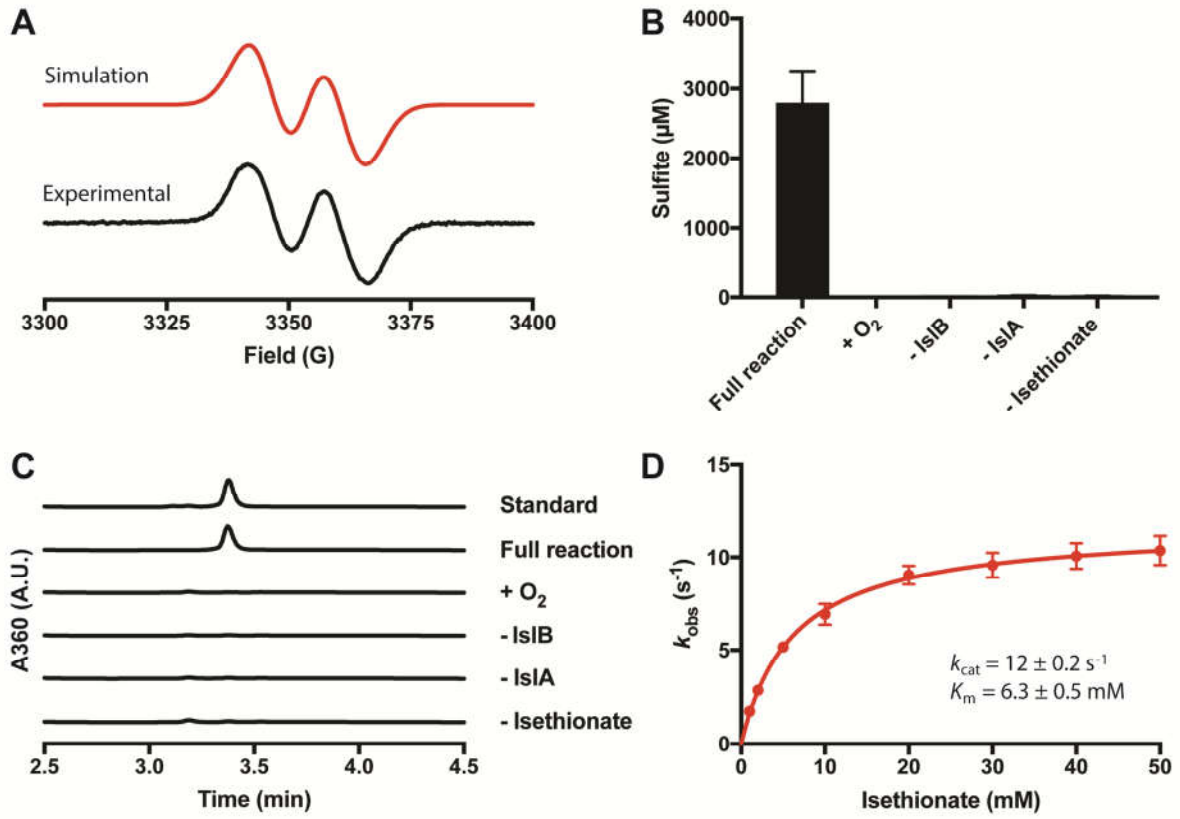 A
Simulation
Experimental
3300 3325 3350 3375 3400
Field (G)
B
Sulfite (µM)
4000
3000
2000
1000
0
Full reaction
+ O2
- IslB
- IslA
- Isethionate
C
A360 (A.U.)
Standard
Full reaction
+ O2
- IslB
- IslA
- Isethionate
2.5 3.0 3.5 4.0 4.5
Time (min)
D
kobs (s-1)
15
10
5
0
kcat = 12 ± 0.2 s-1
Km = 6.3 ± 0.5 mM
0 10 20 30 40 50
Isethionate (mM)